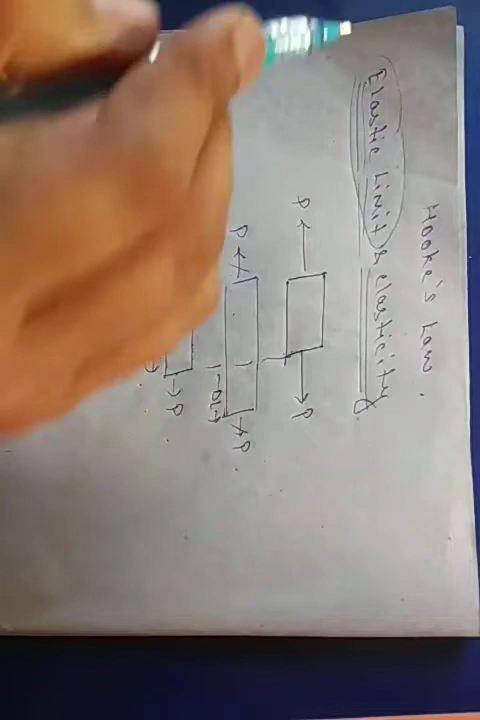 Hooke's Law.
Elastic Limit & elasticity
P P
P P.
P.